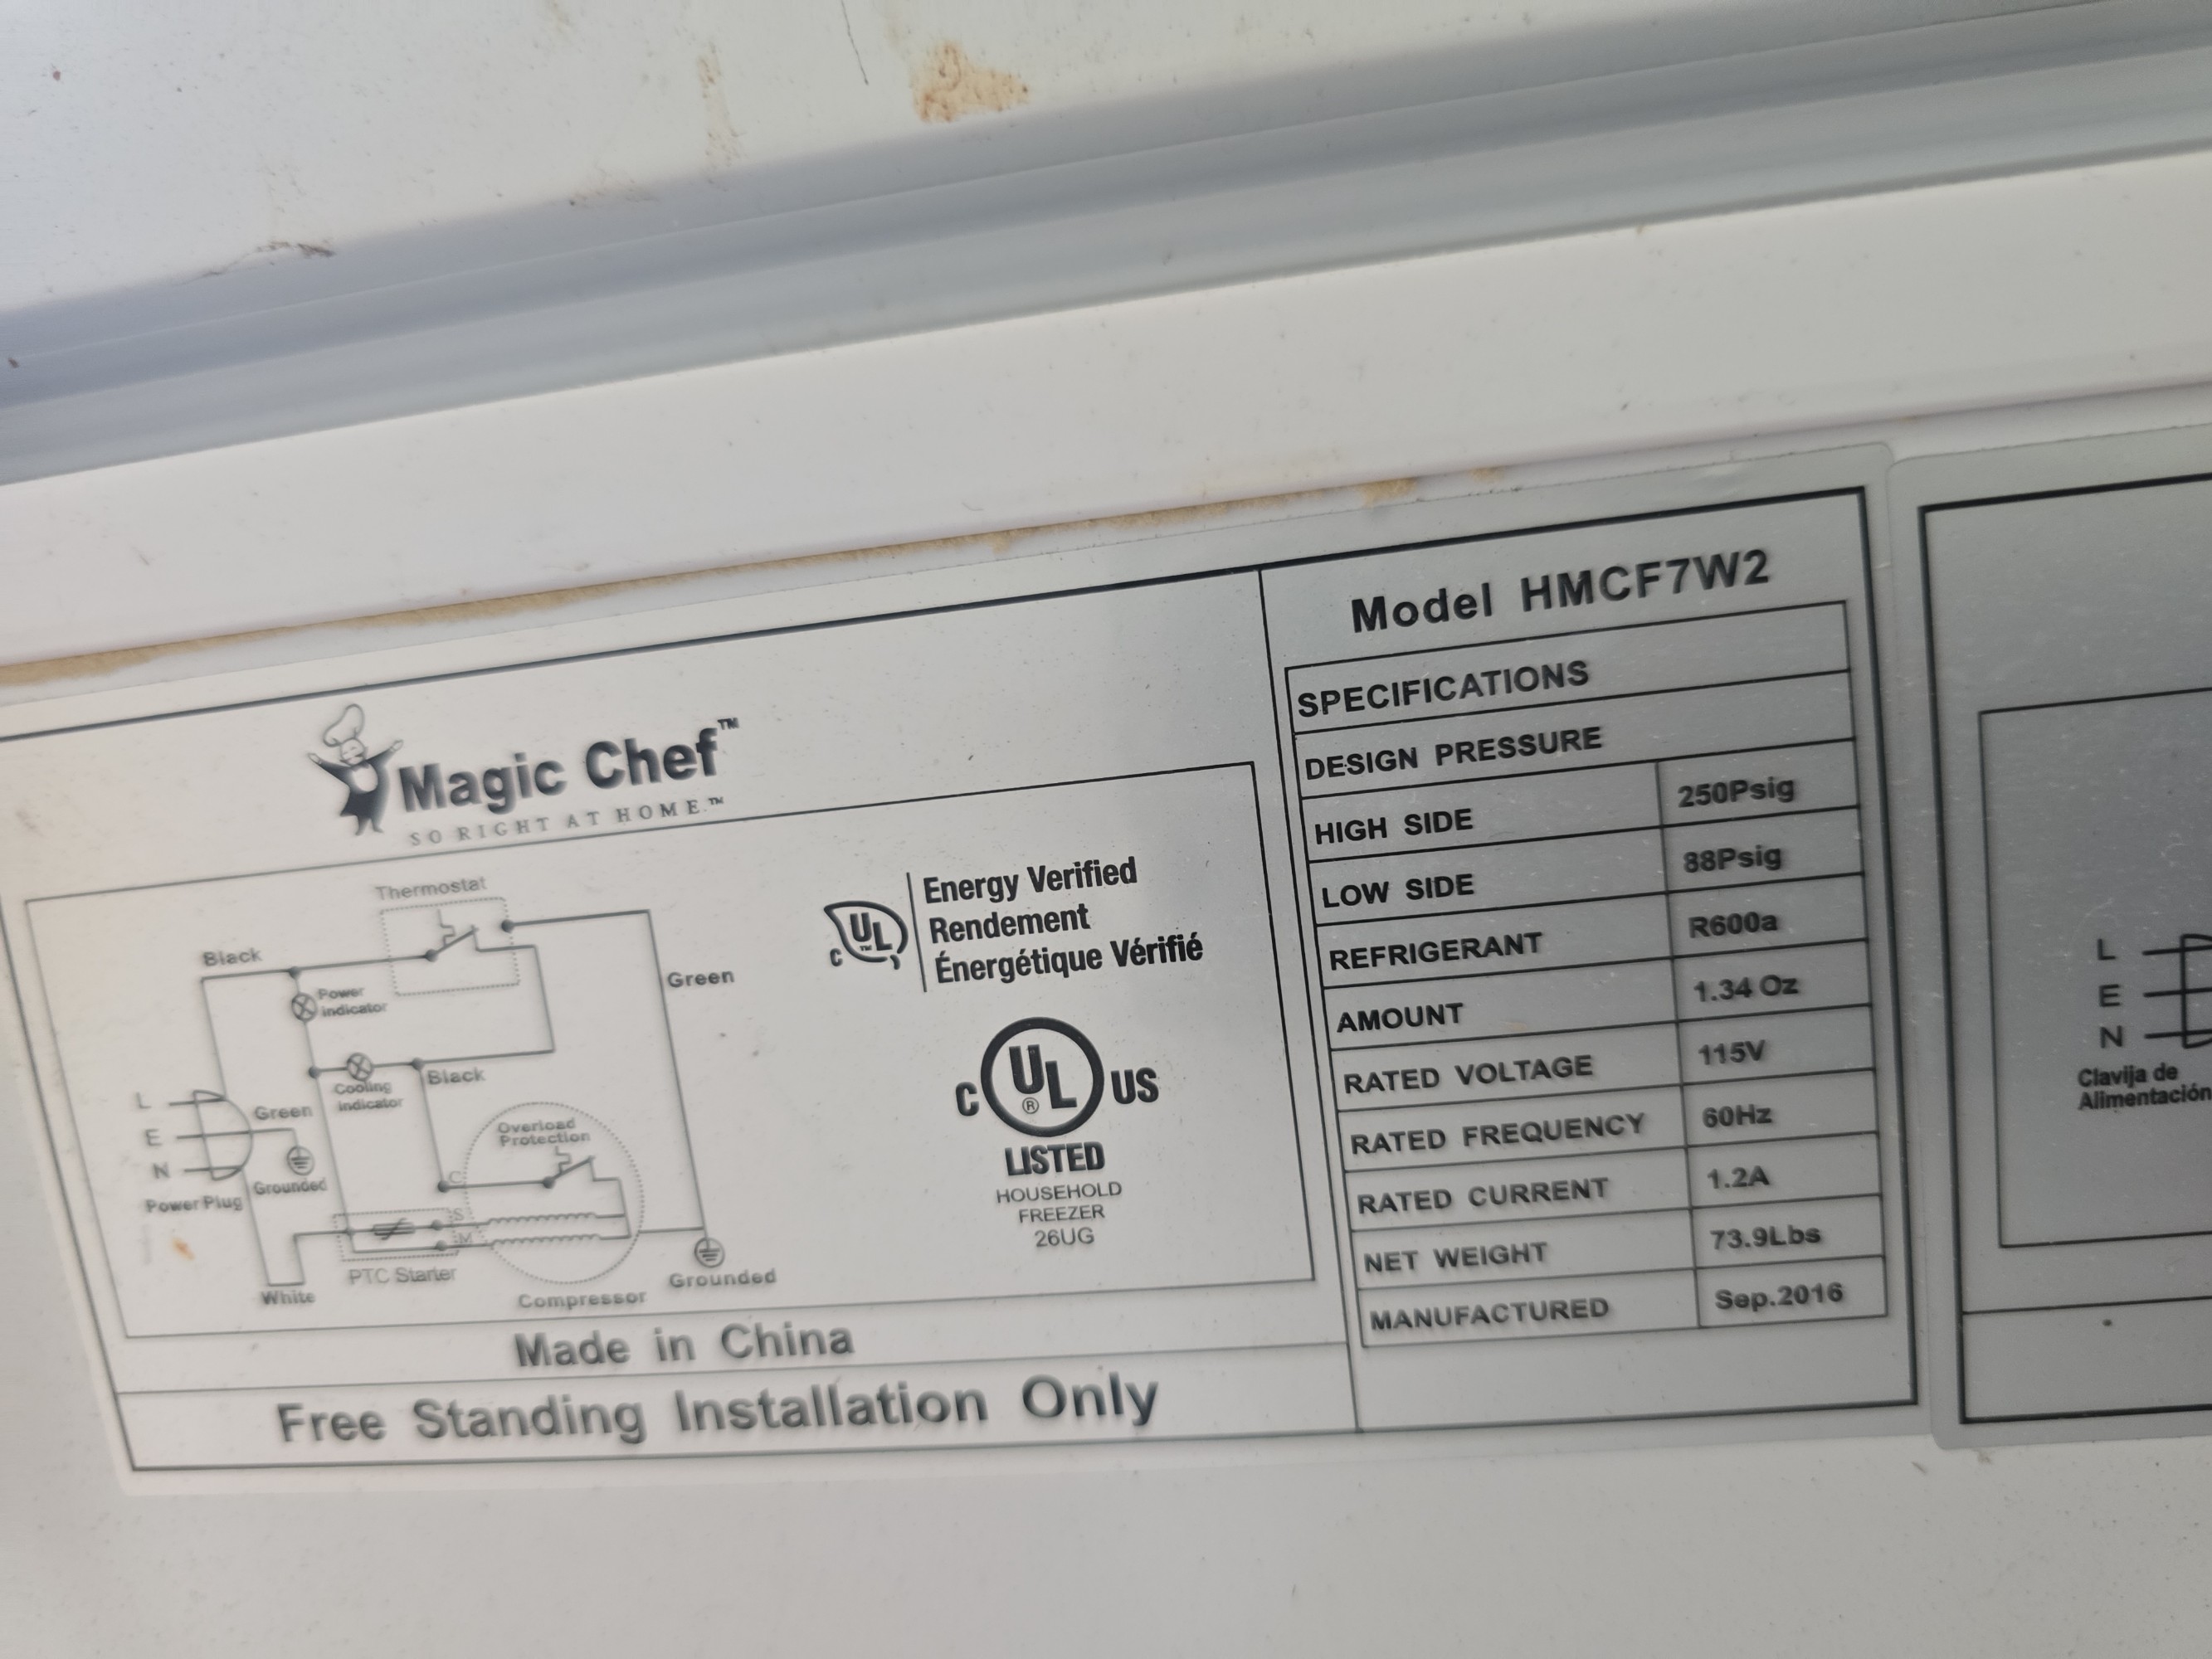 Magic Chef™
SO RIGHT AT HOME.™
Thermostat
Black
Power
indicator
Green
Cooling
indicator
Black
L
E
N
Green
Grounded
Power Plug
Overload
Protection
C
S
M
PTC Starter
White
Compressor
Grounded
C UL™
Energy Verified
Rendement
Énergétique Vérifié
C UL® US
LISTED
HOUSEHOLD
FREEZER
26UG
Made in China
Free Standing Installation Only
Model HMCF7W2
SPECIFICATIONS
DESIGN PRESSURE
HIGH SIDE 250Psig
LOW SIDE 88Psig
REFRIGERANT R600a
AMOUNT 1.34 Oz
RATED VOLTAGE 115V
RATED FREQUENCY 60Hz
RATED CURRENT 1.2A
NET WEIGHT 73.9Lbs
MANUFACTURED Sep.2016
L
E
N
Clavija de
Alimentación